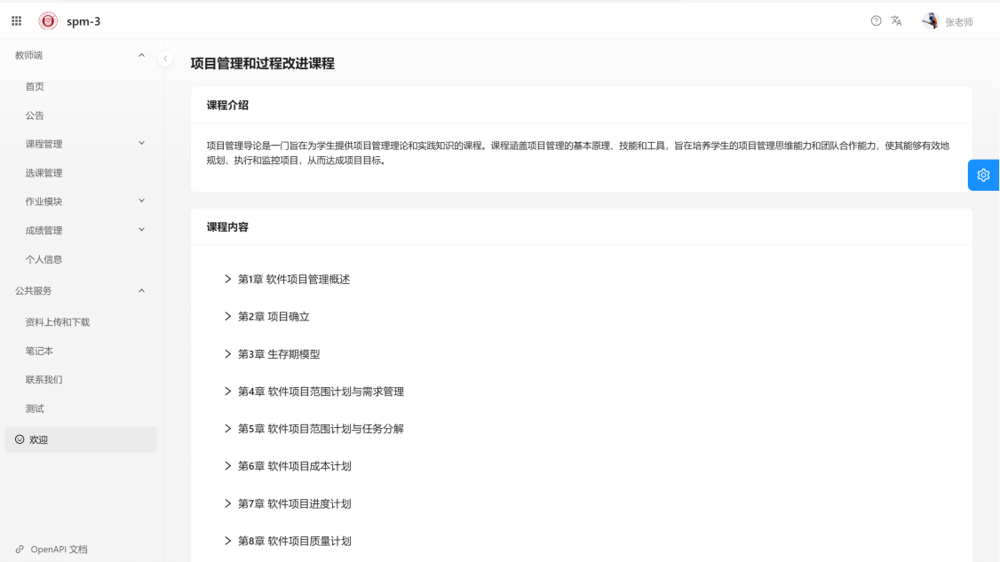 spm-3
张老师
教师端
首页
公告
课程管理
选课管理
作业模块
成绩管理
个人信息
公共服务
资料上传和下载
笔记本
联系我们
测试
欢迎
OpenAPI 文档
项目管理和过程改进课程
课程介绍
项目管理导论是一门旨在为学生提供项目管理理论和实践知识的课程。课程涵盖项目管理的基本原理、技能和工具，旨在培养学生的项目管理思维能力和团队合作能力，使其能够有效地
规划、执行和监控项目，从而达成项目目标。
课程内容
第1章 软件项目管理概述
第2章 项目确立
第3章 生存期模型
第4章 软件项目范围计划与需求管理
第5章 软件项目范围计划与任务分解
第6章 软件项目成本计划
第7章 软件项目进度计划
第8章 软件项目质量计划